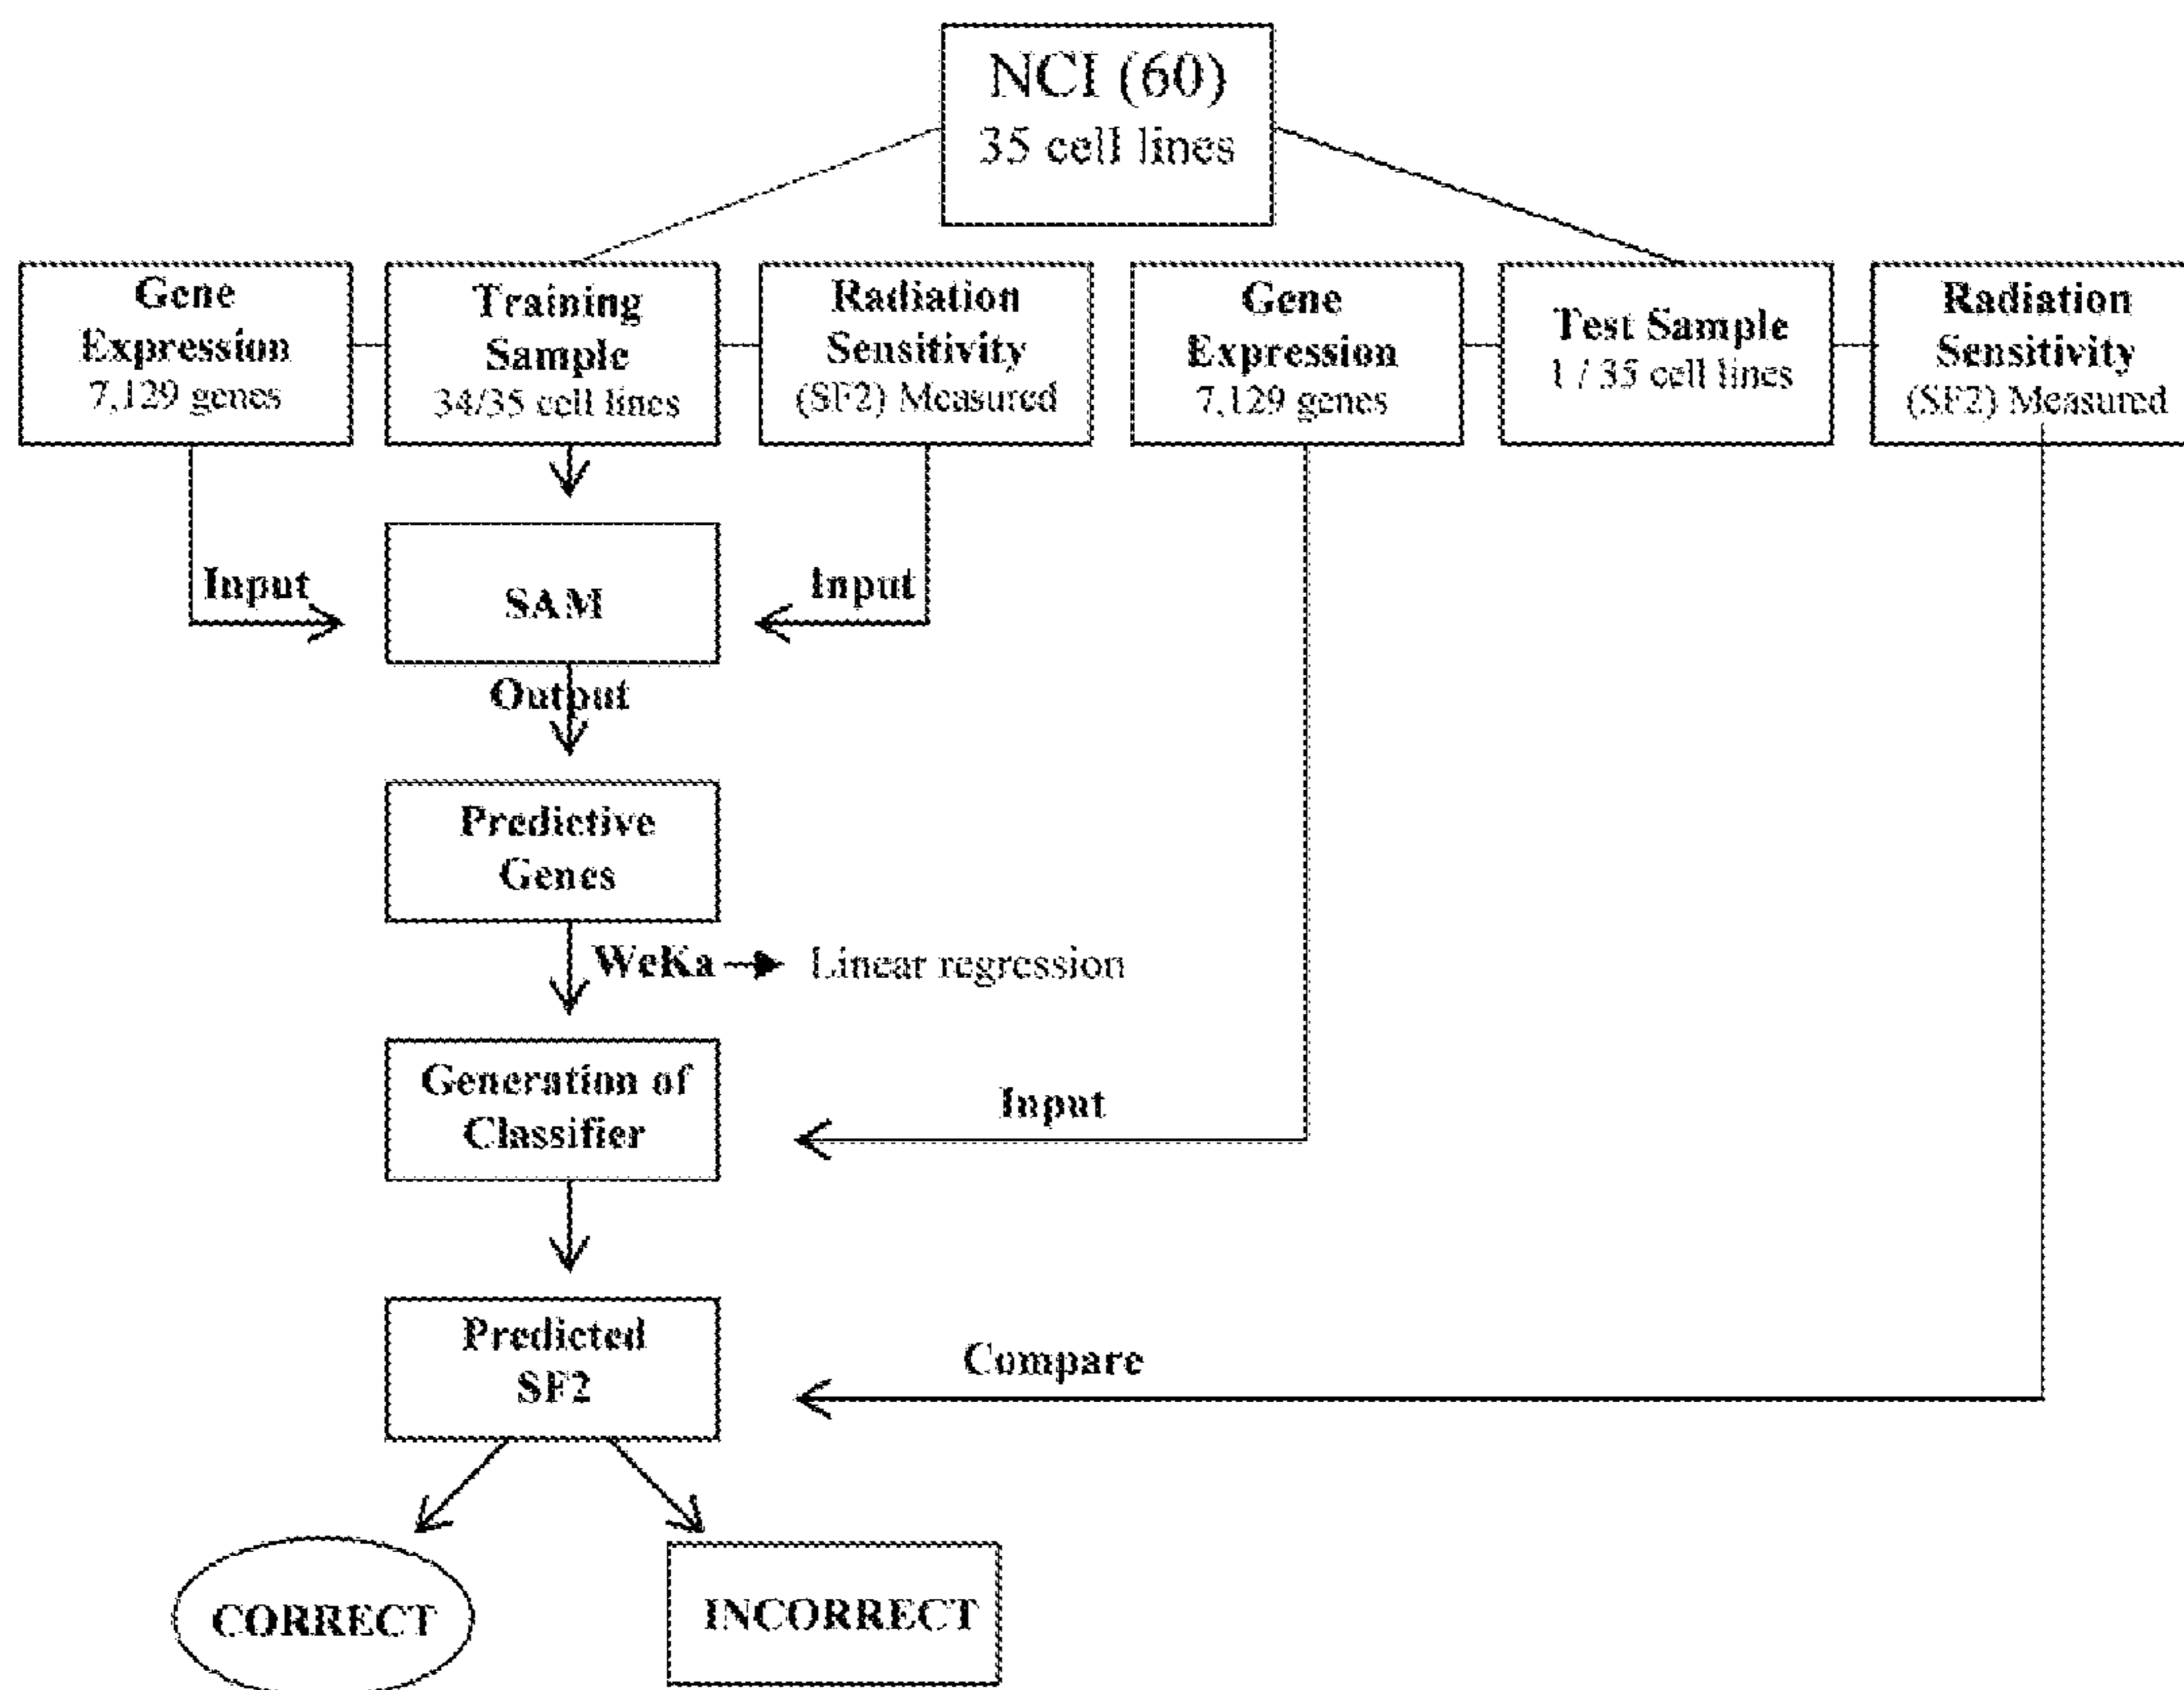 NCI (60)
35 cell lines
Gene
Expression
7,129 genes
Training
Sample
34/35 cell lines
Radiation
Sensitivity
(SF2) Measured
Gene
Expression
7,129 genes
Test Sample
1 / 35 cell lines
Radiation
Sensitivity
(SF2) Measured
Input
SAM
Input
Output
Predictive
Genes
WeKa
Linear regression
Generation of
Classifier
Input
Predicted
SF2
Compare
CORRECT
INCORRECT